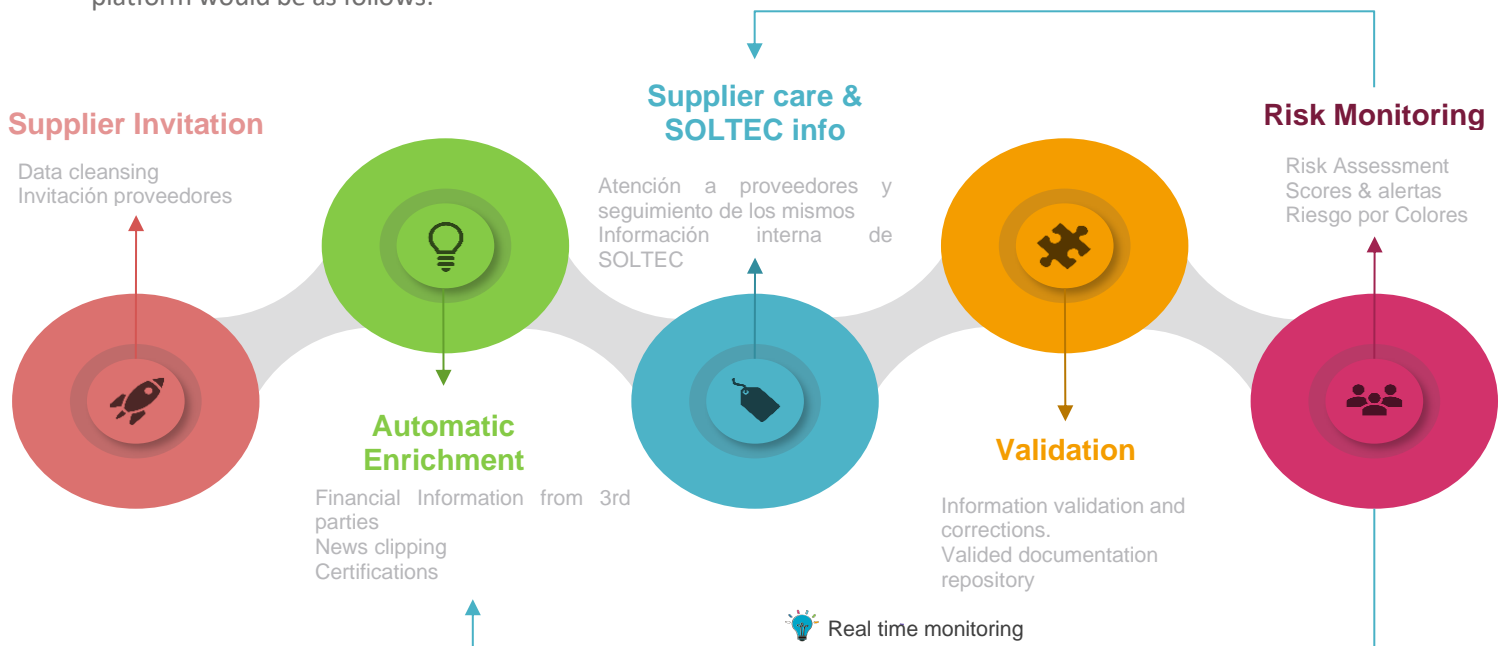 platform would be as follows:
Supplier Invitation
Data cleansing
Invitación proveedores
Automatic
Enrichment
Financial Information from 3rd
parties
News clipping
Certifications
Supplier care &
SOLTEC info
Atención a proveedores y
seguimiento de los mismos
Información interna de
SOLTEC
Validation
Information validation and
corrections.
Valided documentation
repository
Risk Monitoring
Risk Assessment
Scores & alertas
Riesgo por Colores
Real time monitoring